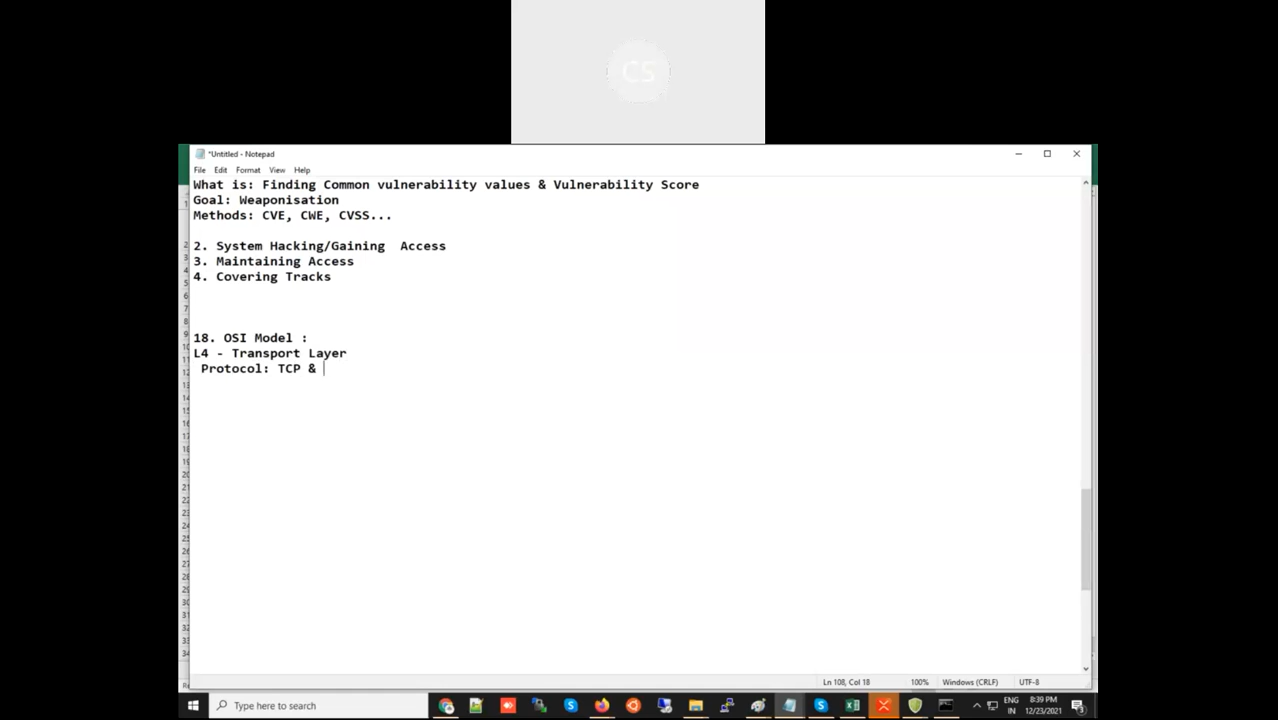 CS
*Untitled - Notepad
File Edit Format View Help
What is: Finding Common vulnerability values & Vulnerability Score
Goal: Weaponisation
Methods: CVE, CWE, CVSS...
2. System Hacking/Gaining  Access
3. Maintaining Access
4. Covering Tracks
18. OSI Model :
L4 - Transport Layer
Protocol: TCP &
Ln 108, Col 18 100% Windows (CRLF) UTF-8
Type here to search
ENG 8:39 PM
IN 12/23/2021
3